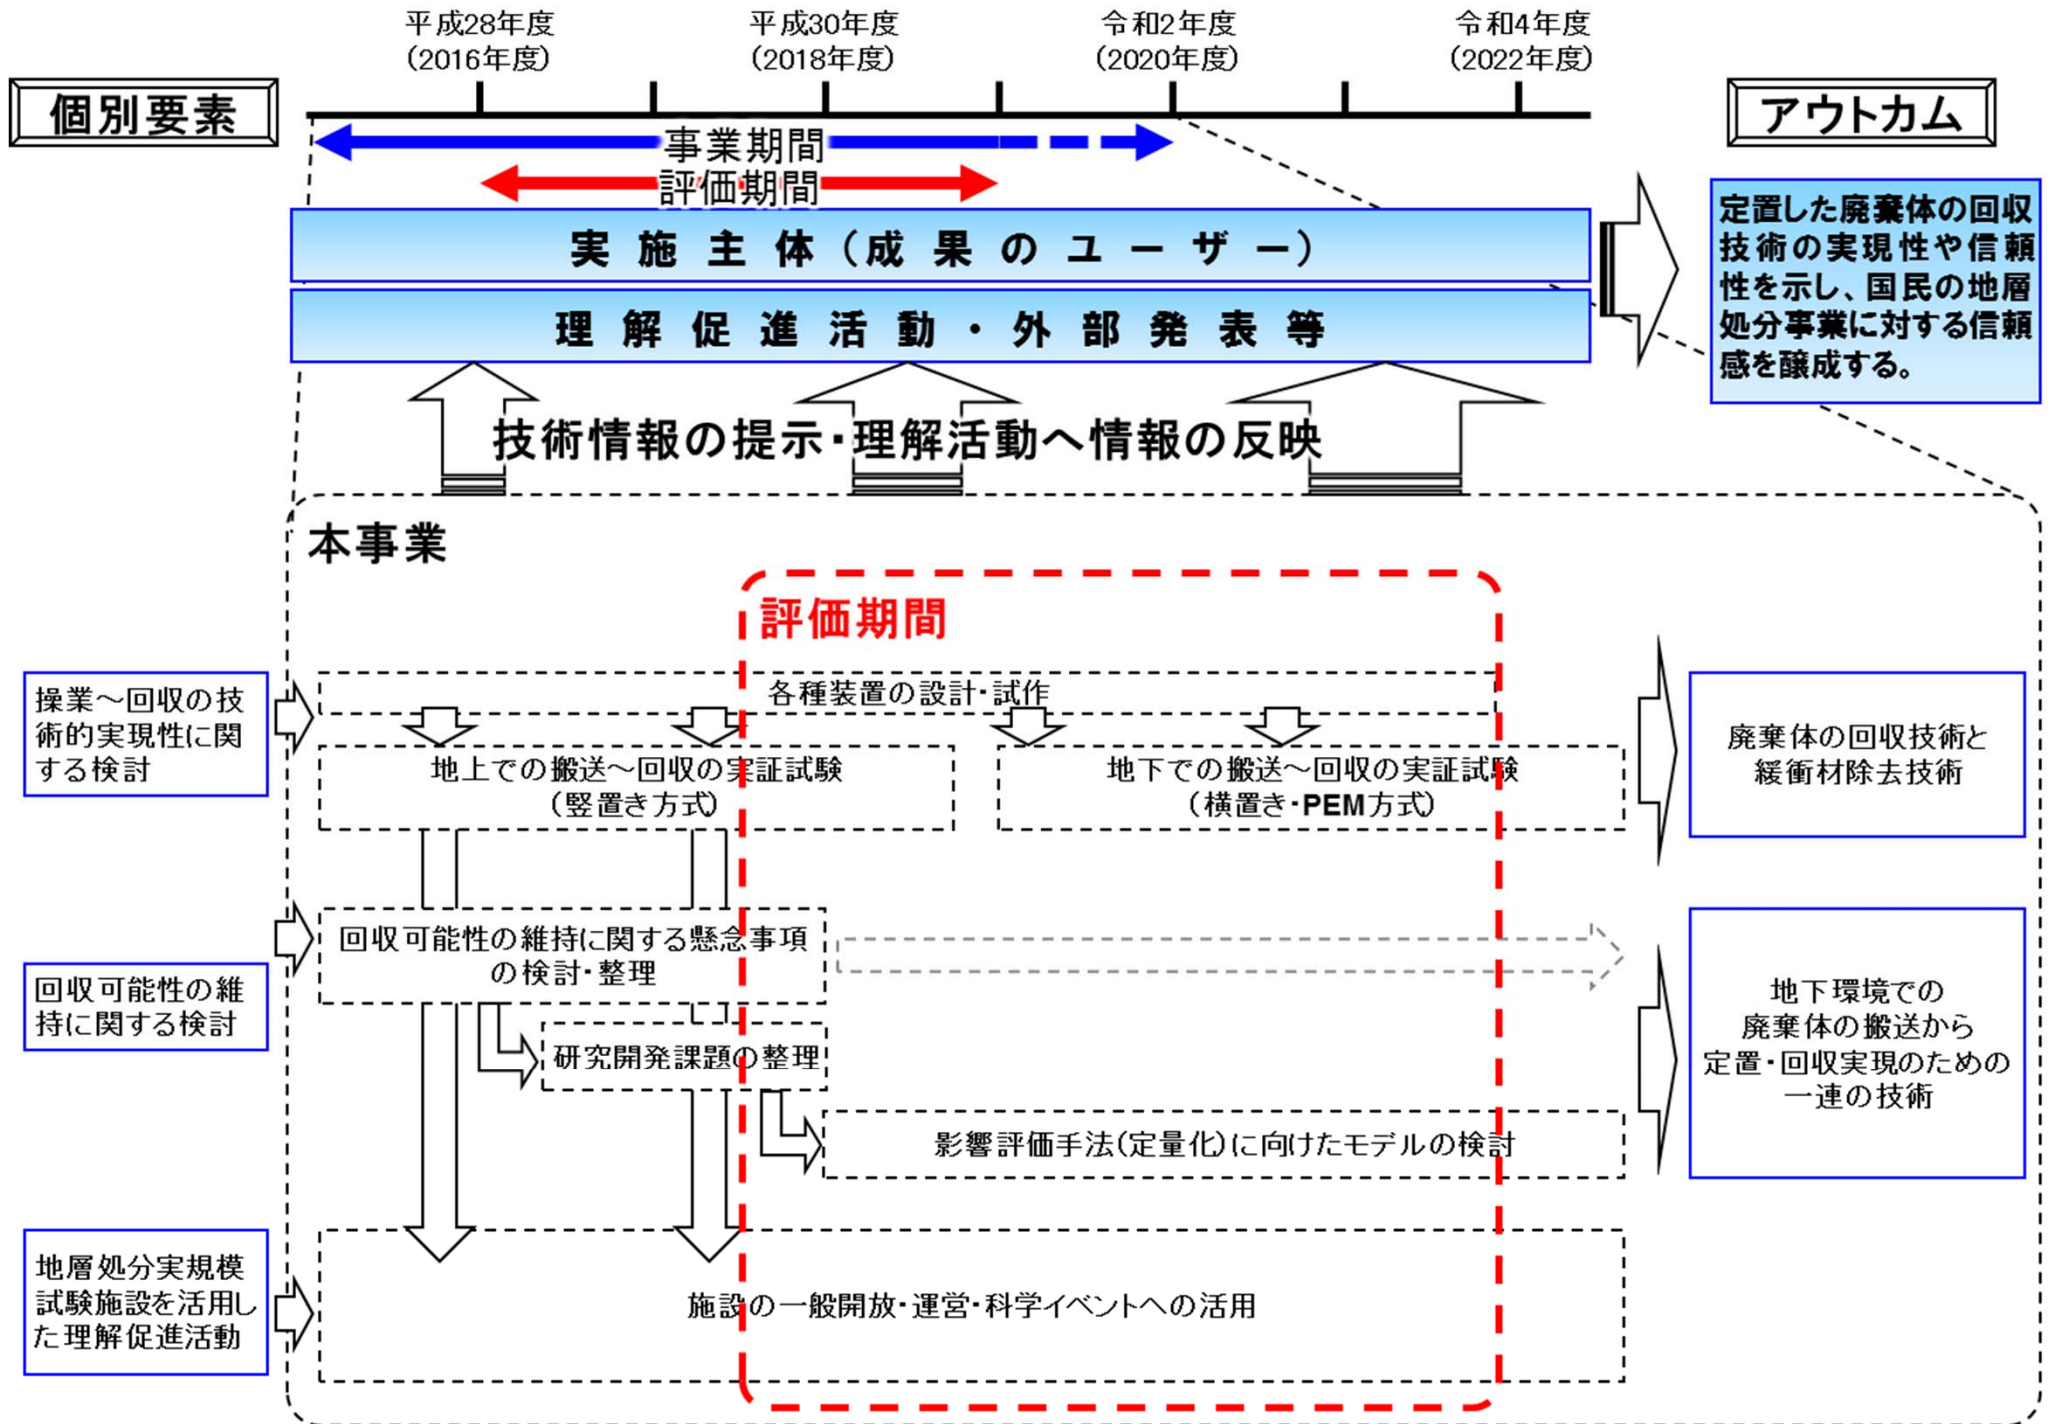 平成28年度
(2016年度)
平成30年度
(2018年度)
令和2年度
(2020年度)
令和4年度
(2022年度)
個別要素
アウトカム
事業期間
評価期間
実施主体(成果のユーザー)
理解促進活動・外部発表等
定置した廃棄体の回収
技術の実現性や信頼
性を示し、国民の地層
処分事業に対する信頼
感を醸成する。
技術情報の提示・理解活動へ情報の反映
本事業
評価期間
操業～回収の技
術的実現性に関
する検討
各種装置の設計・試作
地上での搬送～回収の実証試験
(竪置き方式)
地下での搬送～回収の実証試験
(横置き・PEM方式)
廃棄体の回収技術と
緩衝材除去技術
回収可能性の維
持に関する検討
回収可能性の維持に関する懸念事項
の検討・整理
研究開発課題の整理
影響評価手法(定量化)に向けたモデルの検討
地下環境での
廃棄体の搬送から
定置・回収実現のための
一連の技術
地層処分実規模
試験施設を活用し
た理解促進活動
施設の一般開放・運営・科学イベントへの活用